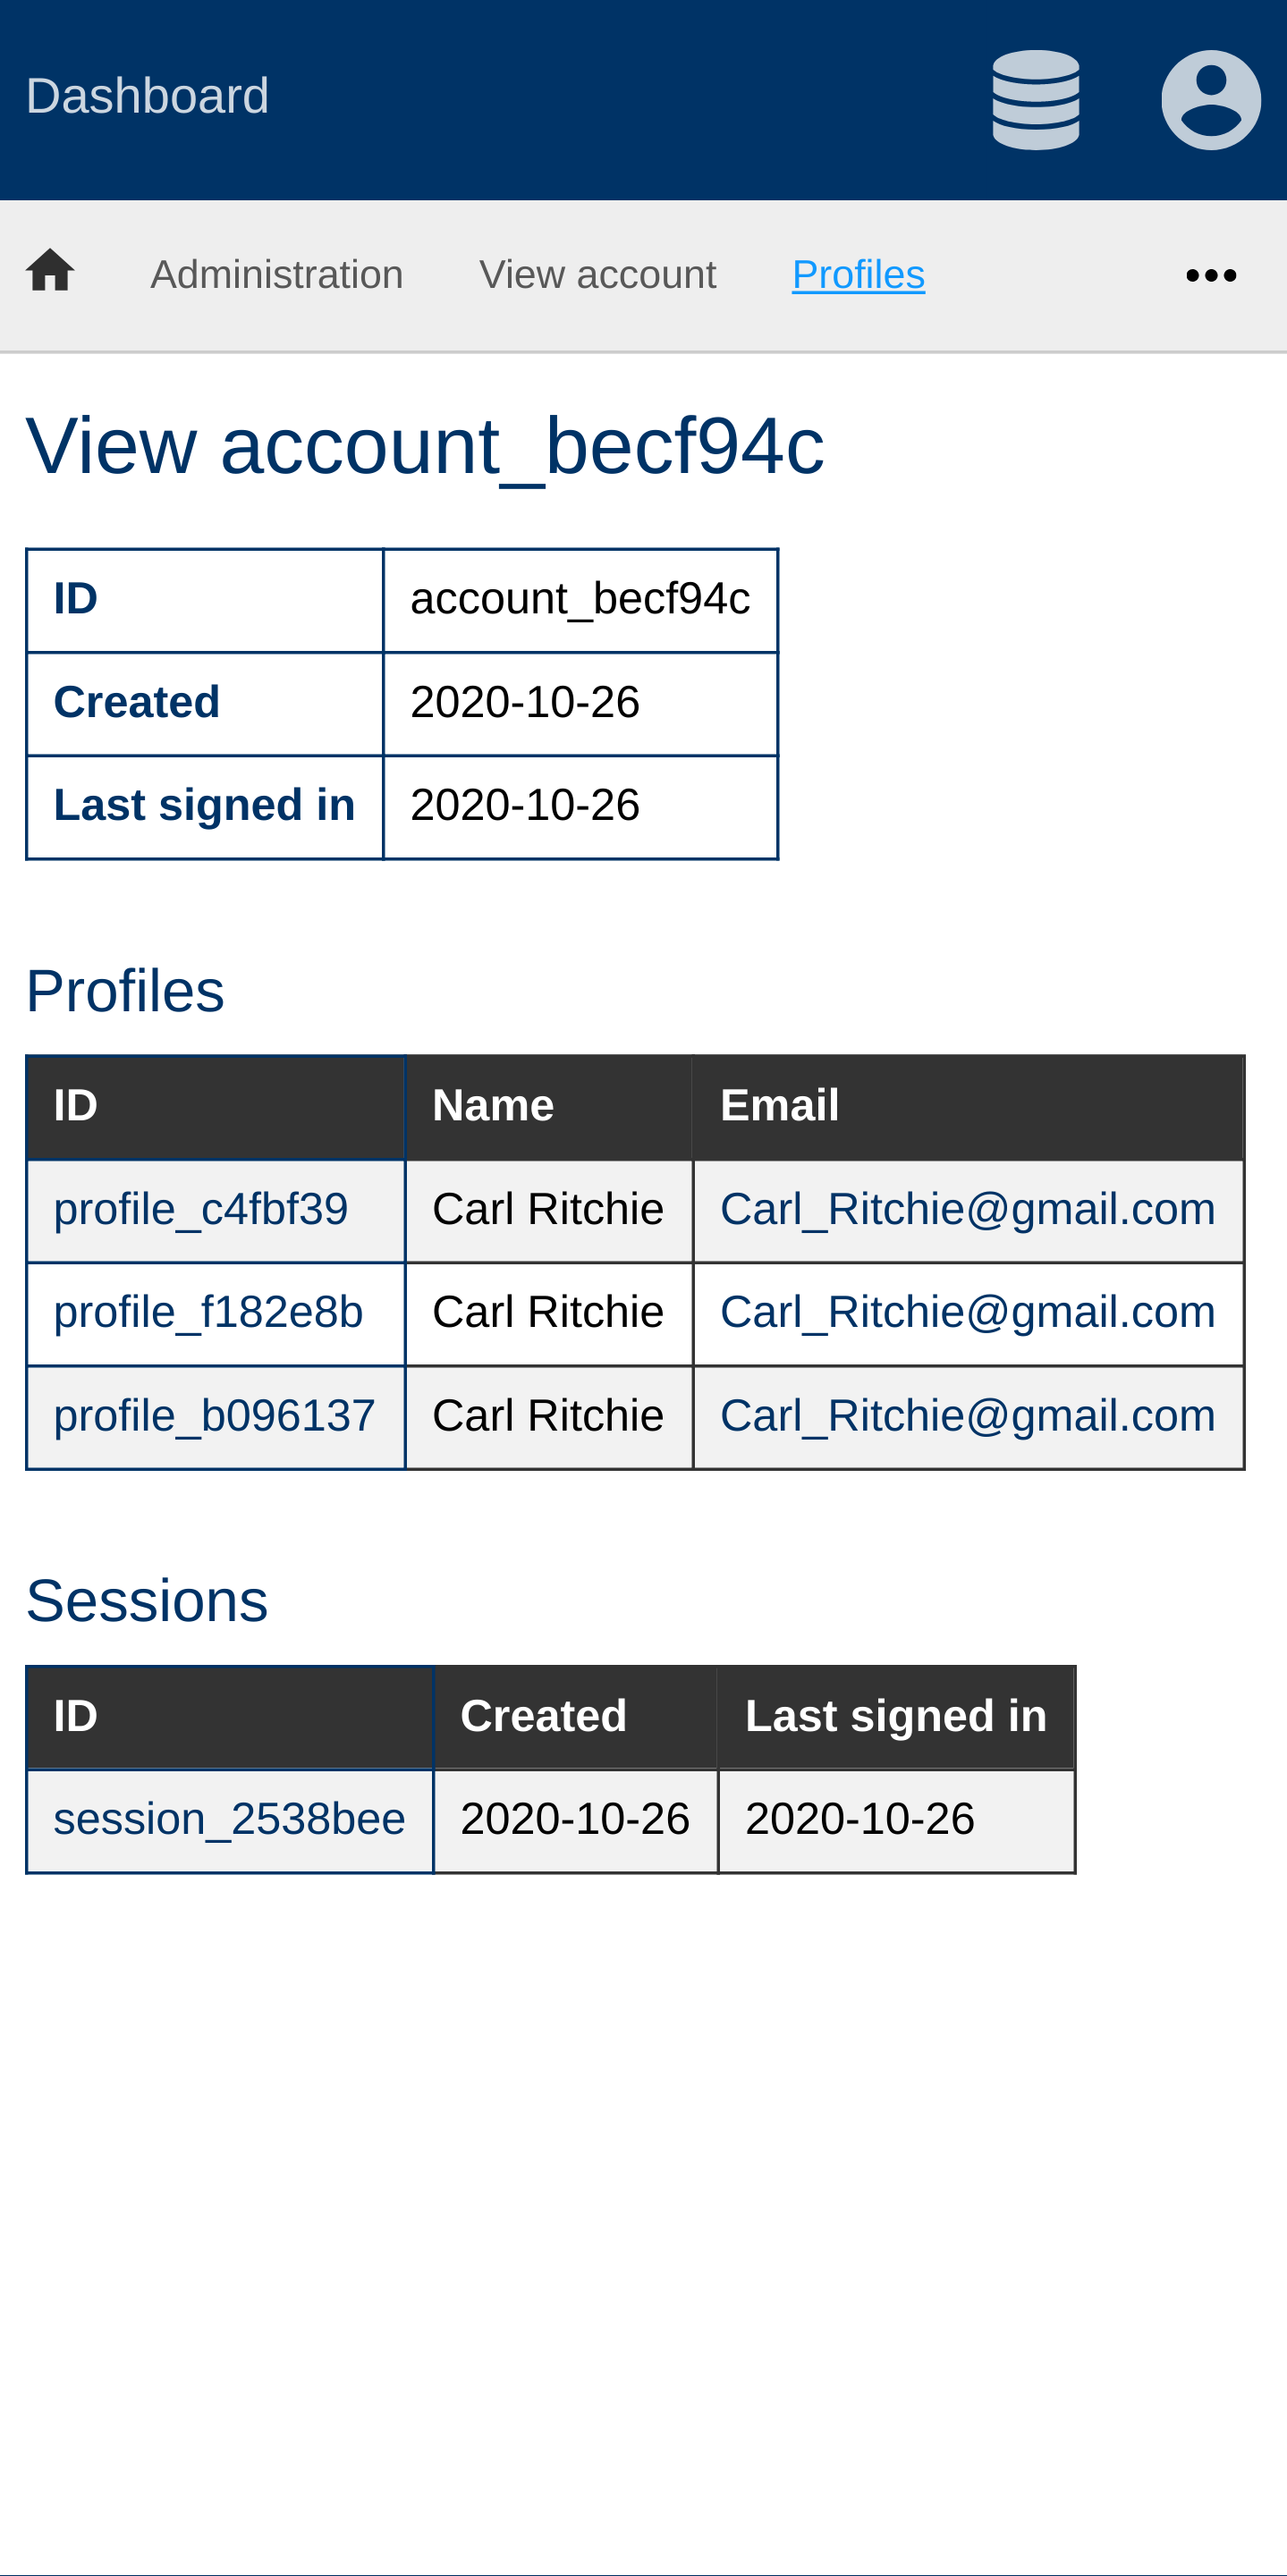 Dashboard
Administration View account Profiles •••
View account_becf94c
ID account_becf94c
Created 2020-10-26
Last signed in 2020-10-26
Profiles
ID Name Email
profile_c4fbf39 Carl Ritchie Carl_Ritchie@gmail.com
profile_f182e8b Carl Ritchie Carl_Ritchie@gmail.com
profile_b096137 Carl Ritchie Carl_Ritchie@gmail.com
Sessions
ID Created Last signed in
session_2538bee 2020-10-26 2020-10-26